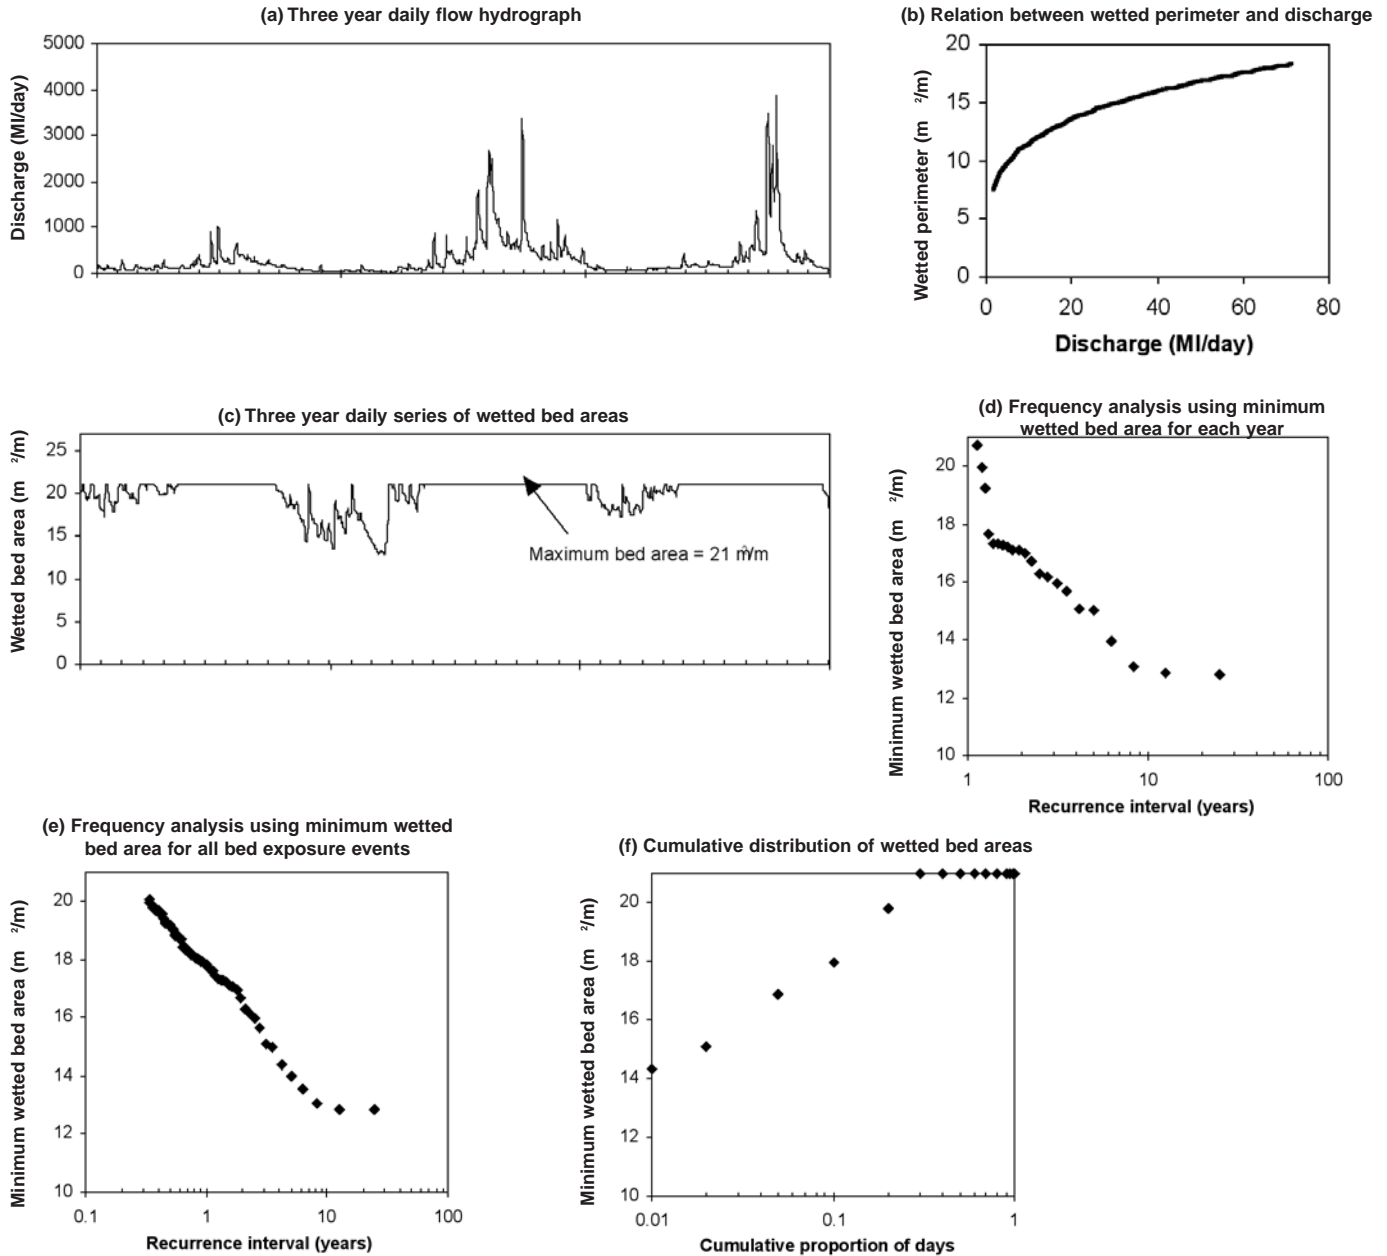 (a) Three year daily flow hydrograph
Discharge (Ml/day)
5000
4000
3000
2000
1000
0
(b) Relation between wetted perimeter and discharge
Wetted perimeter (m ²/m)
20
15
10
5
0
0 20 40 60 80
Discharge (Ml/day)
(c) Three year daily series of wetted bed areas
Wetted bed area (m ²/m)
25
20
15
10
5
0
Maximum bed area = 21 m²/m
(d) Frequency analysis using minimum
wetted bed area for each year
Minimum wetted bed area (m ²/m)
20
18
16
14
12
10
1 10 100
Recurrence interval (years)
(e) Frequency analysis using minimum wetted
bed area for all bed exposure events
Minimum wetted bed area (m ²/m)
20
18
16
14
12
10
0.1 1 10 100
Recurrence interval (years)
(f) Cumulative distribution of wetted bed areas
Minimum wetted bed area (m ²/m)
20
18
16
14
12
10
0.01 0.1 1
Cumulative proportion of days